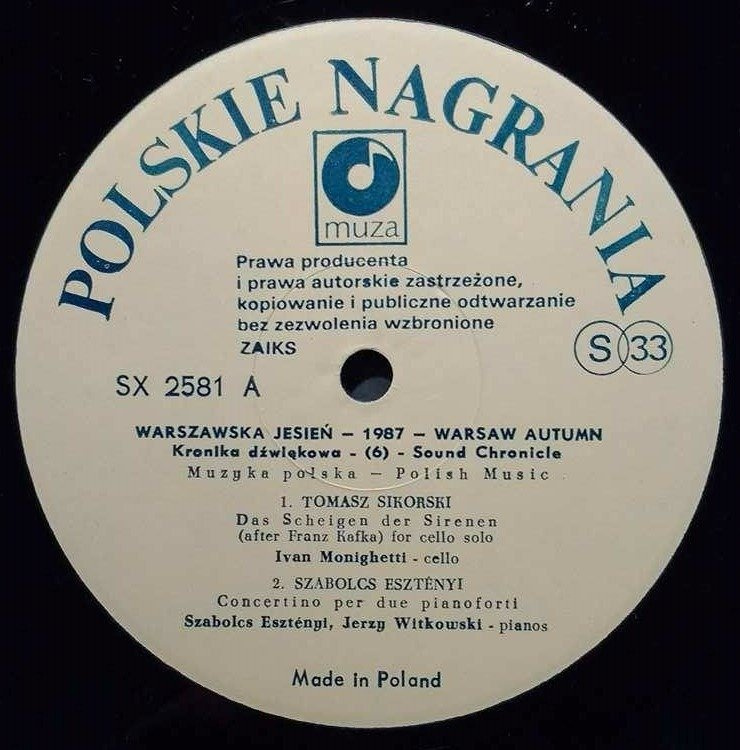 POLSKIE NAGRANIA
muza
Prawa producenta
i prawa autorskie zastrzeżone,
kopiowanie i publiczne odtwarzanie
bez zezwolenia wzbronione
ZAIKS
S 33
SX 2581 A
WARSZAWSKA JESIEŃ – 1987 – WARSAW AUTUMN
Kronika dźwiękowa - (6) - Sound Chronicle
Muzyka polska – Polish Music
1. TOMASZ SIKORSKI
Das Scheigen der Sirenen
(after Franz Kafka) for cello solo
Ivan Monighetti - cello
2. SZABOLCS ESZTÉNYI
Concertino per due pianoforti
Szabolcs Esztényi, Jerzy Witkowski - pianos
Made in Poland